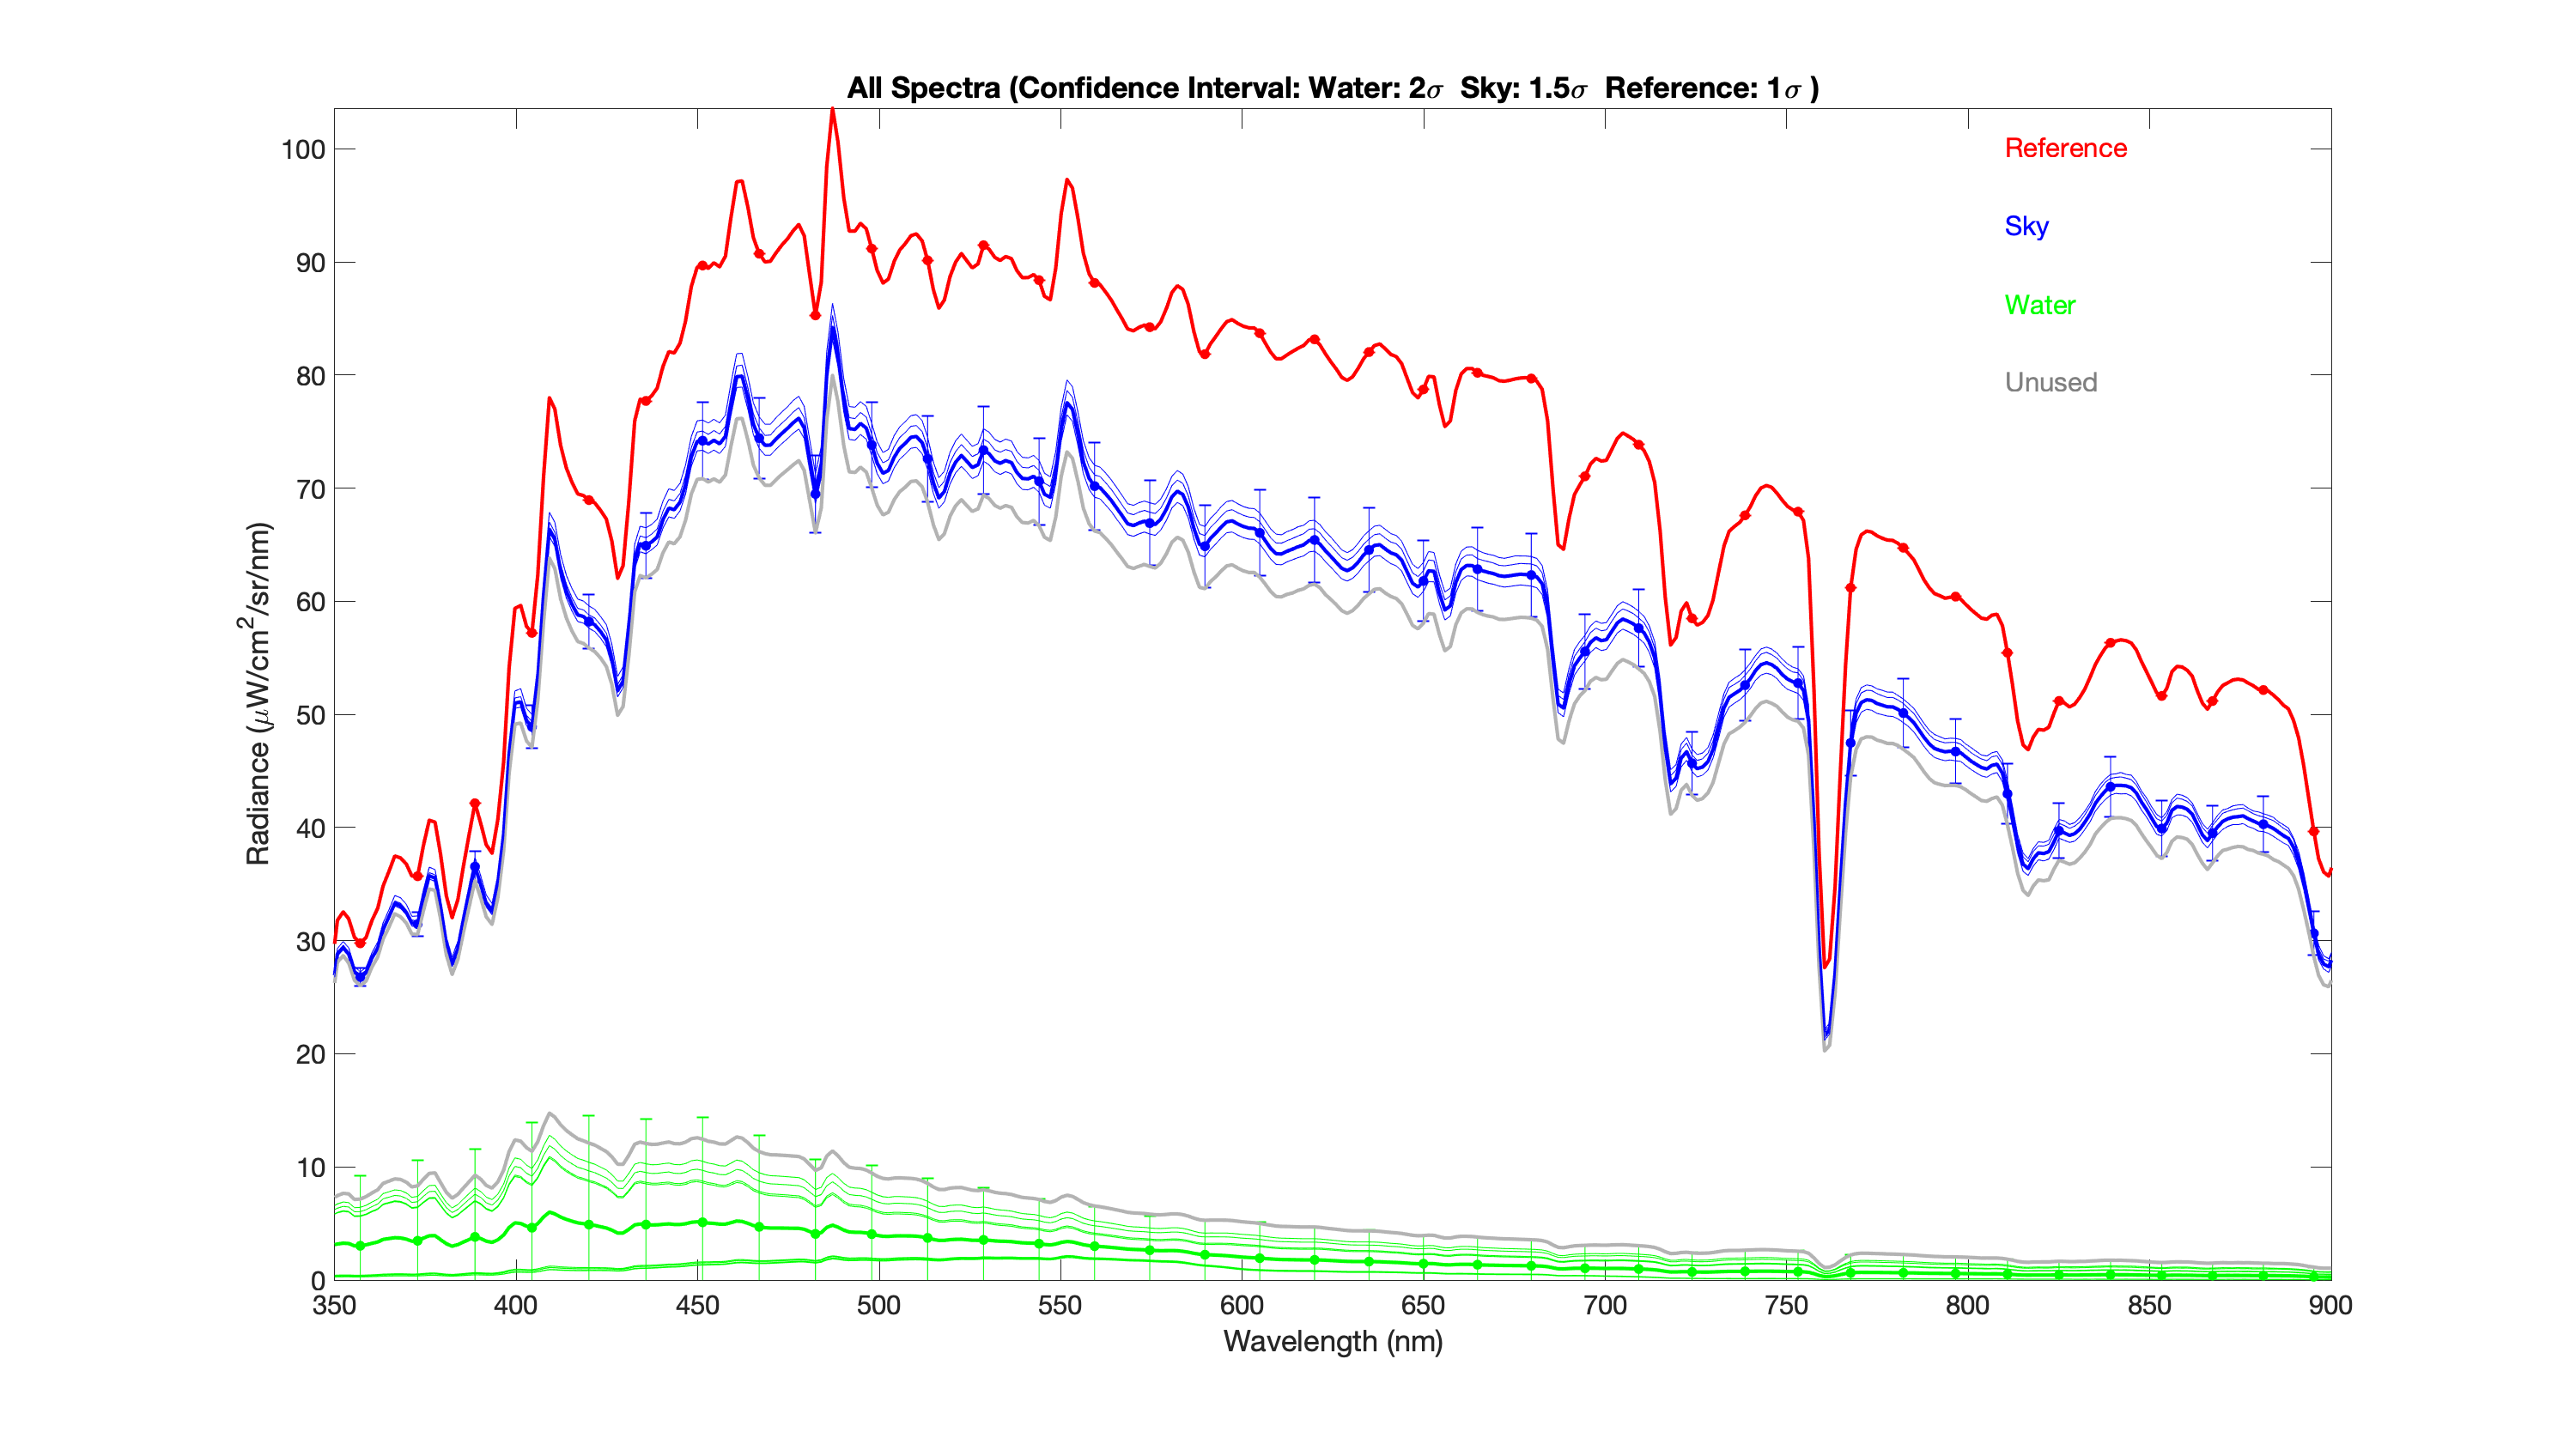 All Spectra (Confidence Interval: Water: 2σ  Sky: 1.5σ  Reference: 1σ )
Reference
Sky
Water
Unused
Radiance (μW/cm²/sr/nm)
100
90
80
70
60
50
40
30
20
10
0
350 400 450 500 550 600 650 700 750 800 850 900
Wavelength (nm)